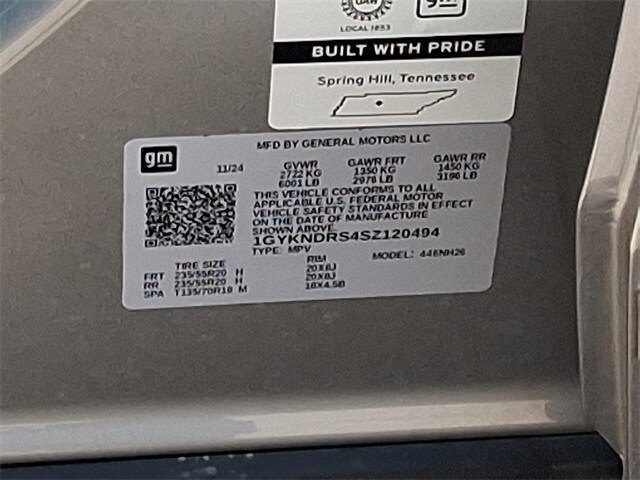 UAW
gm
LOCAL 1853
BUILT WITH PRIDE
Spring Hill, Tennessee
MFD BY GENERAL MOTORS LLC
gm
11/24
GVWR GAWR FRT GAWR RR
2722 KG 1350 KG 1450 KG
6001 LB 2976 LB 3196 LB
THIS VEHICLE CONFORMS TO ALL
APPLICABLE U.S. FEDERAL MOTOR
VEHICLE SAFETY STANDARDS IN EFFECT
ON THE DATE OF MANUFACTURE
SHOWN ABOVE.
1GYKNDRS4SZ120494
TYPE: MPV MODEL: 446NH26
TIRE SIZE RIM
FRT 235/55R20 H 20X8J
RR 235/55R20 H 20X8J
SPA T135/70R18 M 18X4.5B